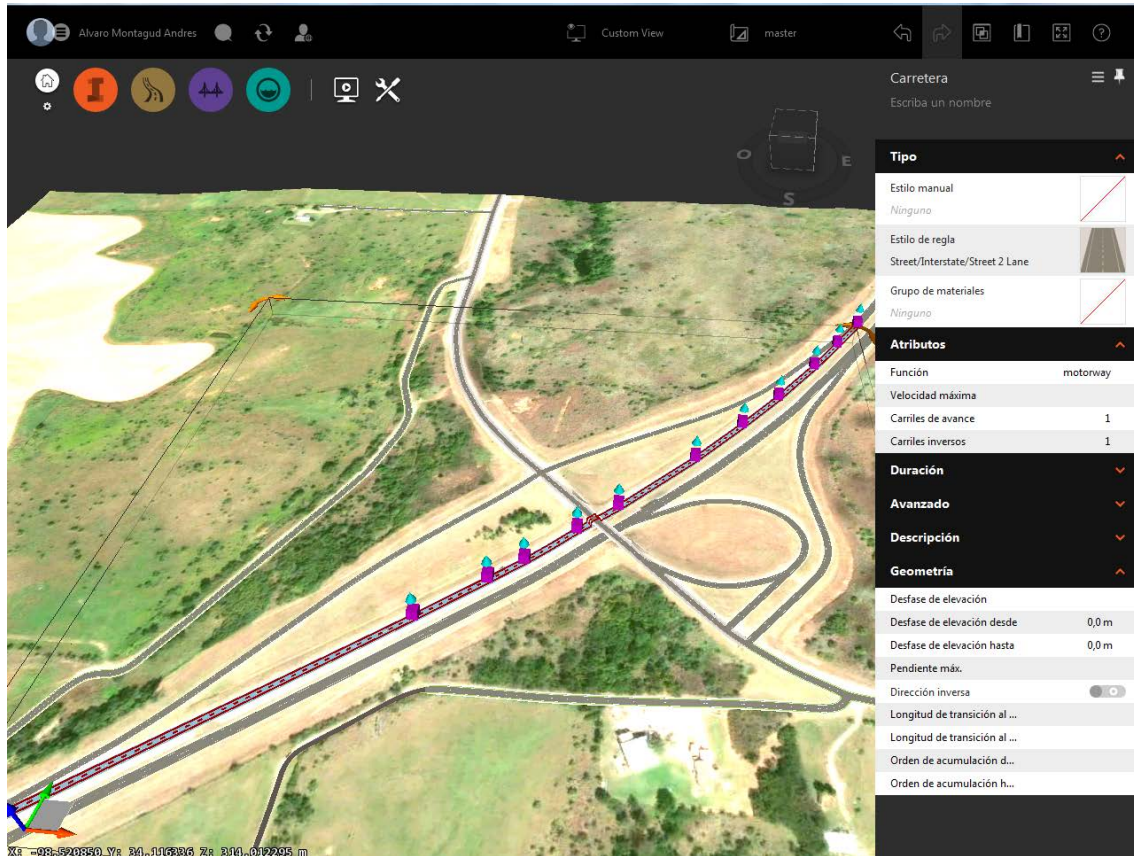 Alvaro Montagud Andres
Custom View
master
Carretera
Escriba un nombre
O
E
S
Tipo
Estilo manual
Ninguno
Estilo de regla
Street/Interstate/Street 2 Lane
Grupo de materiales
Ninguno
Atributos
Función motorway
Velocidad máxima
Carriles de avance 1
Carriles inversos 1
Duración
Avanzado
Descripción
Geometría
Desfase de elevación
Desfase de elevación desde 0,0 m
Desfase de elevación hasta 0,0 m
Pendiente máx.
Dirección inversa
Longitud de transición al ...
Longitud de transición al ...
Orden de acumulación d...
Orden de acumulación h...
X: -98.520850 Y: 34.116336 Z: 314.012295 m